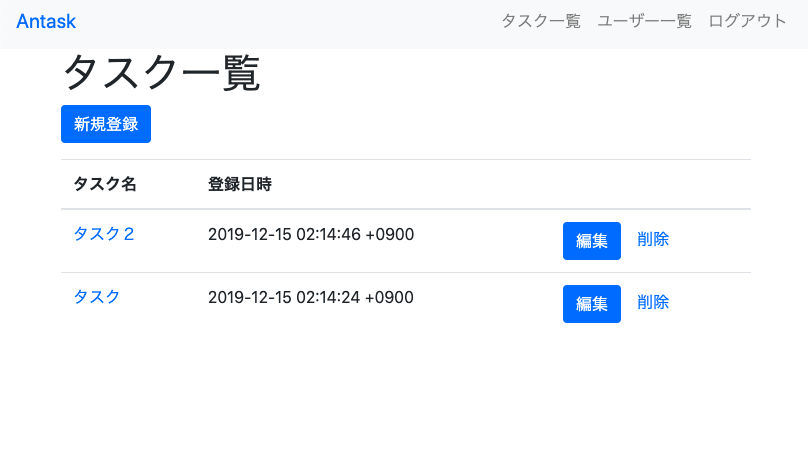 Antask タスク一覧 ユーザー一覧 ログアウト
タスク一覧
新規登録
タスク名 登録日時
タスク２ 2019-12-15 02:14:46 +0900 編集 削除
タスク 2019-12-15 02:14:24 +0900 編集 削除